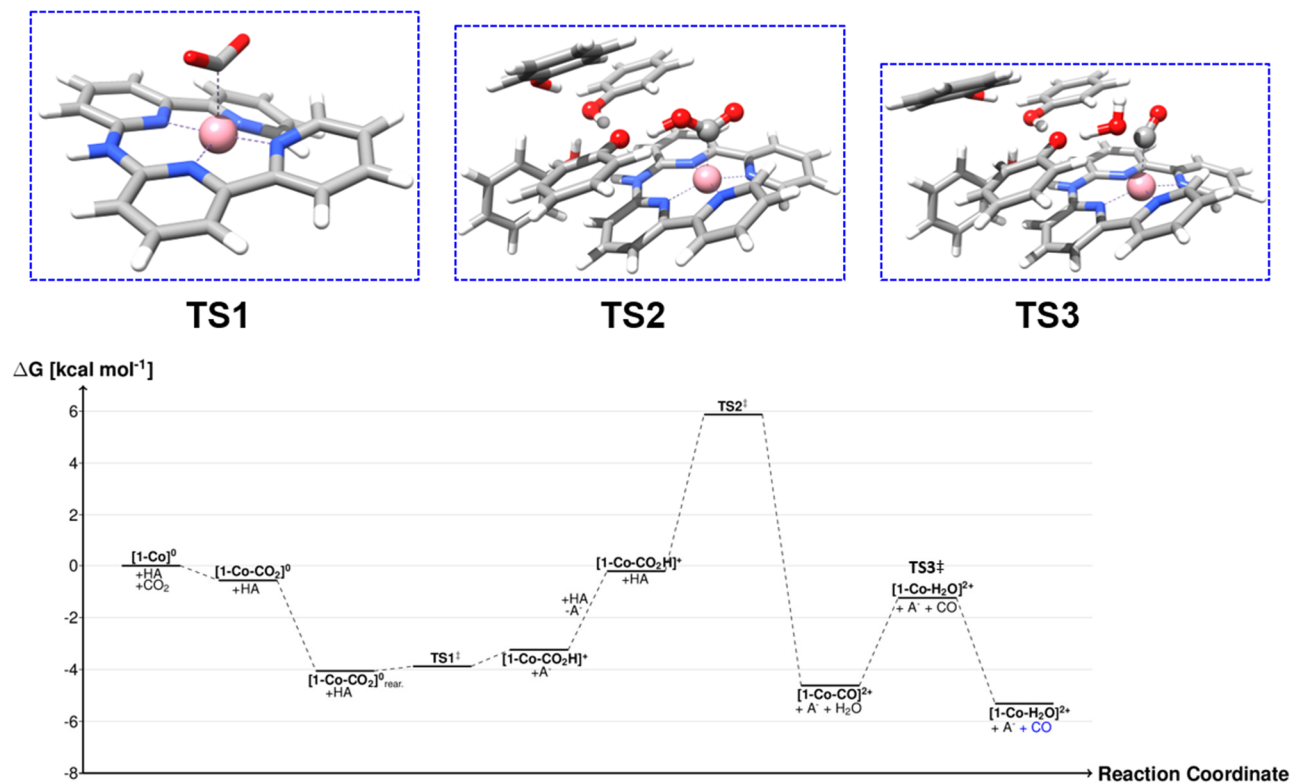 TS1
TS2
TS3
ΔG [kcal mol⁻¹]
6
4
2
0
-2
-4
-6
-8
[1-Co]⁰
+HA
+CO₂
[1-Co-CO₂]⁰
+HA
[1-Co-CO₂]⁰rear.
+HA
TS1‡
[1-Co-CO₂H]⁺
+A⁻
+HA
-A⁻
[1-Co-CO₂H]⁺
+HA
TS2‡
[1-Co-CO]²⁺
+ A⁻ + H₂O
TS3‡
[1-Co-H₂O]²⁺
+ A⁻ + CO
[1-Co-H₂O]²⁺
+ A⁻ + CO
Reaction Coordinate